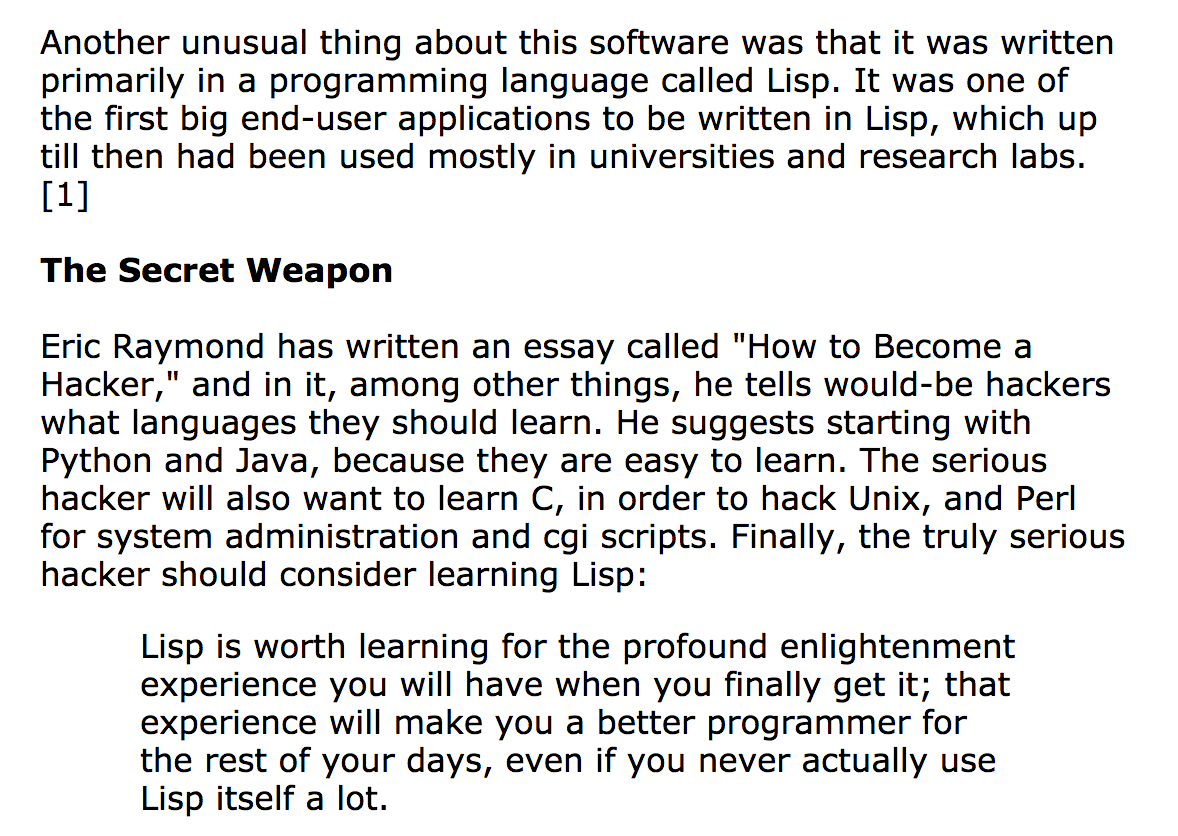 Another unusual thing about this software was that it was written
primarily in a programming language called Lisp. It was one of
the first big end-user applications to be written in Lisp, which up
till then had been used mostly in universities and research labs.
[1]
The Secret Weapon
Eric Raymond has written an essay called "How to Become a
Hacker," and in it, among other things, he tells would-be hackers
what languages they should learn. He suggests starting with
Python and Java, because they are easy to learn. The serious
hacker will also want to learn C, in order to hack Unix, and Perl
for system administration and cgi scripts. Finally, the truly serious
hacker should consider learning Lisp:
Lisp is worth learning for the profound enlightenment
experience you will have when you finally get it; that
experience will make you a better programmer for
the rest of your days, even if you never actually use
Lisp itself a lot.